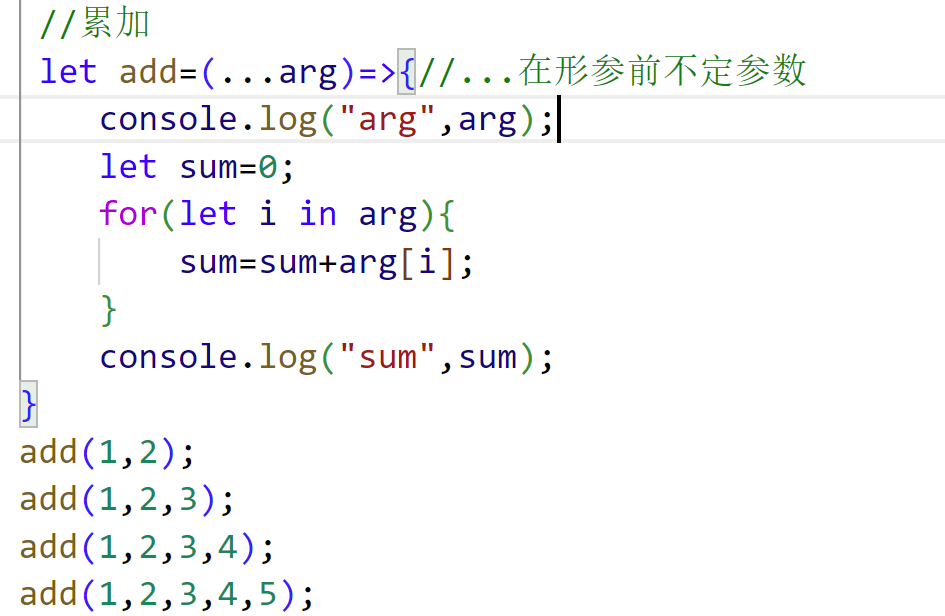 //累加
let add=(...arg)=>{//...在形参前不定参数
console.log("arg",arg);
let sum=0;
for(let i in arg){
sum=sum+arg[i];
}
console.log("sum",sum);
}
add(1,2);
add(1,2,3);
add(1,2,3,4);
add(1,2,3,4,5);